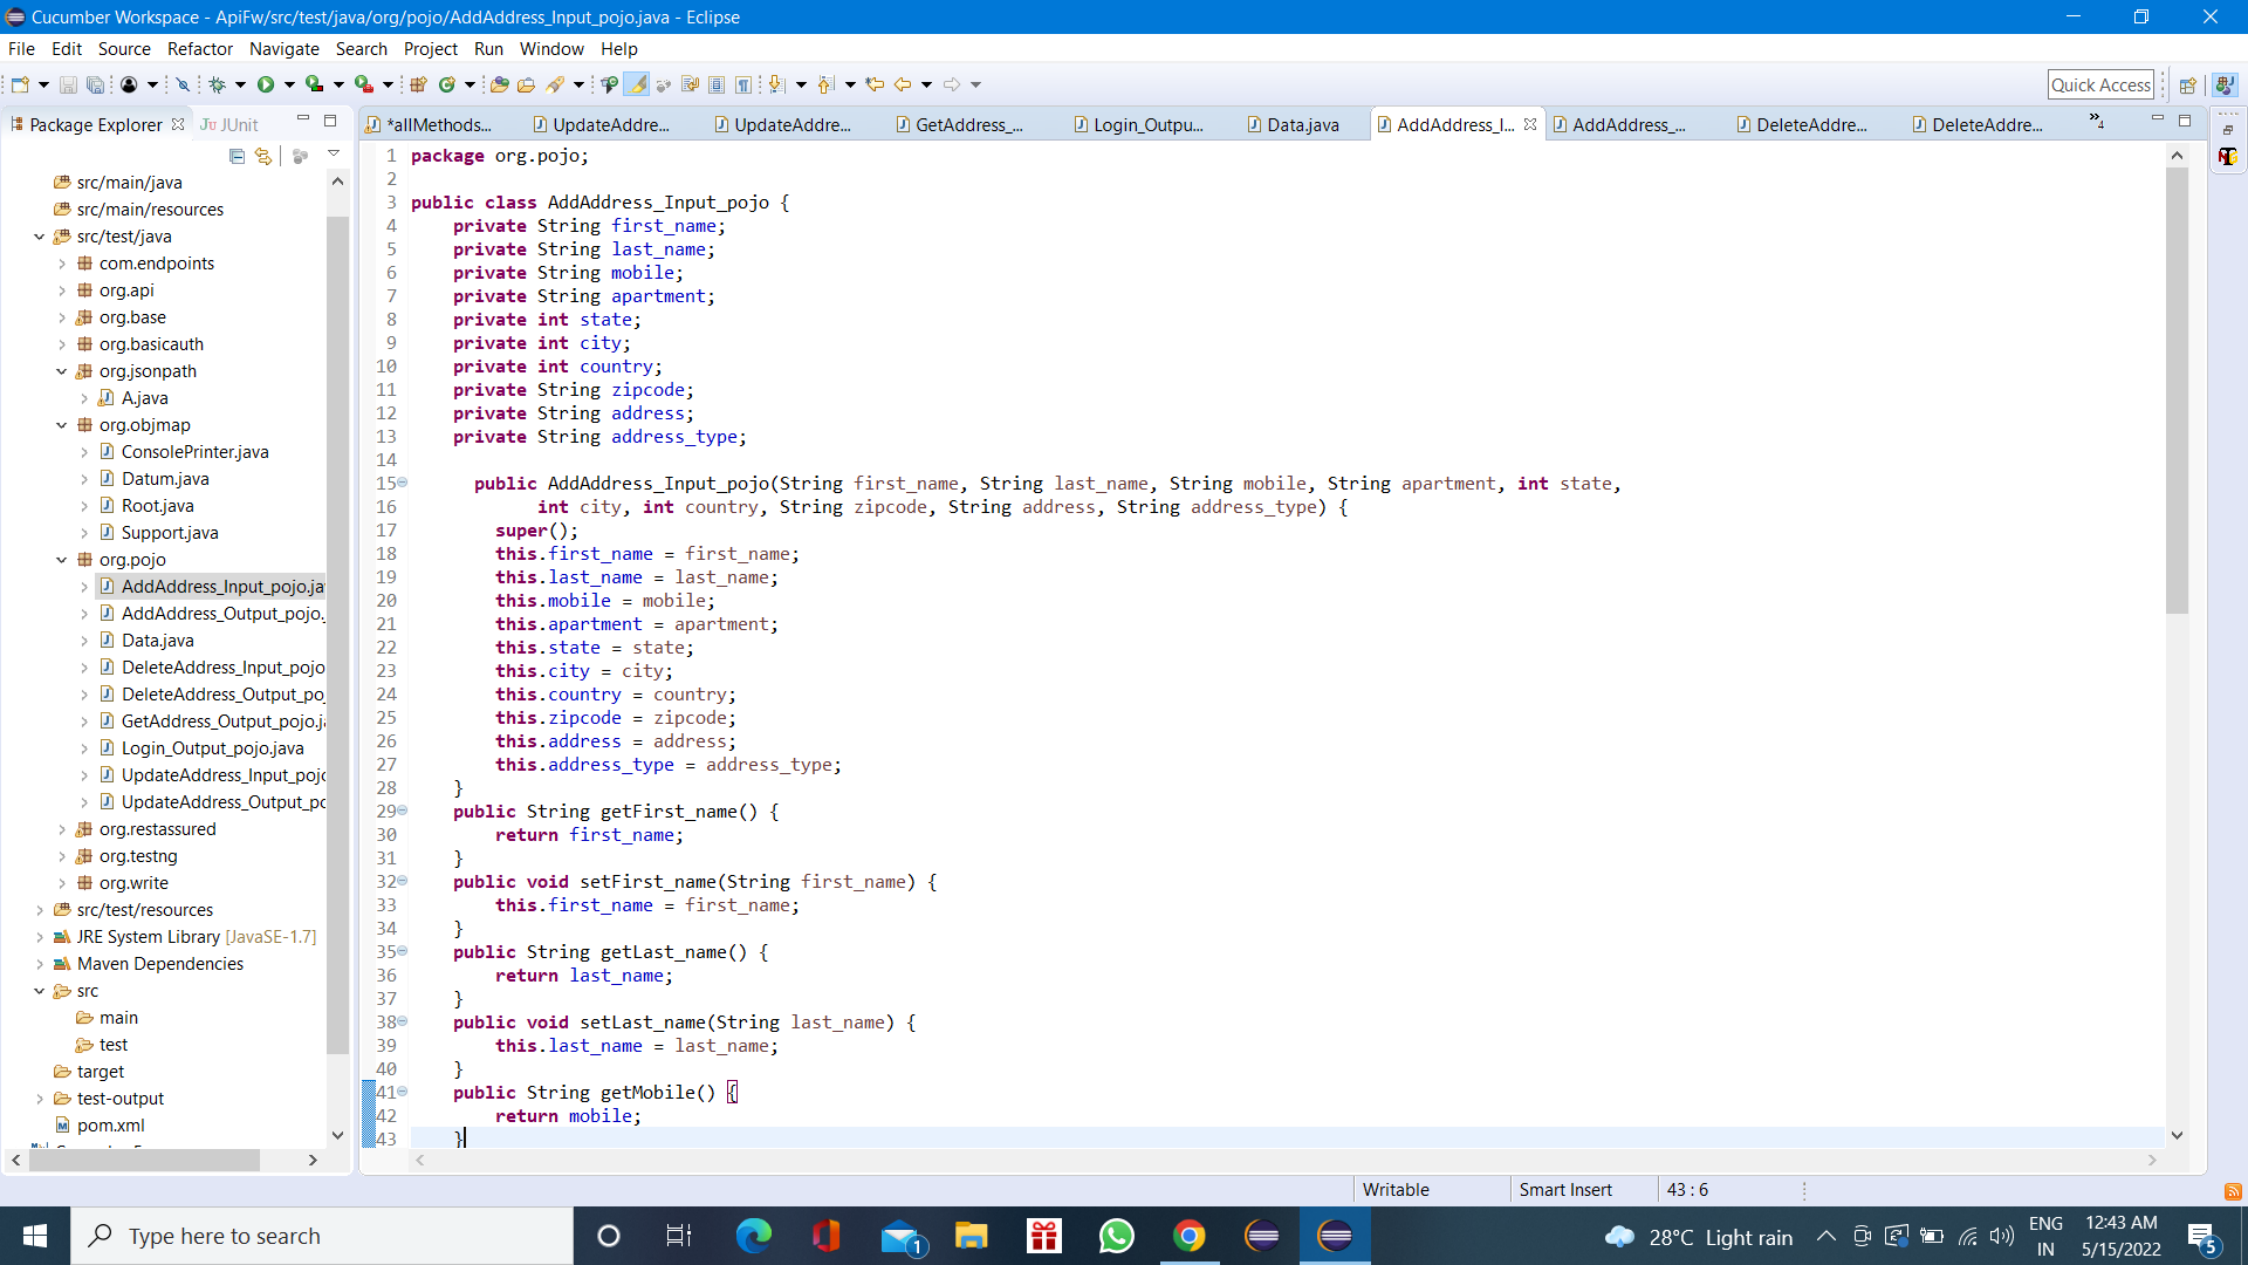 Cucumber Workspace - ApiFw/src/test/java/org/pojo/AddAddress_Input_pojo.java - Eclipse
File Edit Source Refactor Navigate Search Project Run Window Help
Quick Access
Package Explorer JUnit
*allMethods... UpdateAddre... UpdateAddre... GetAddress_... Login_Outpu... Data.java AddAddress_I... AddAddress_... DeleteAddre... DeleteAddre... 4
src/main/java
src/main/resources
src/test/java
com.endpoints
org.api
org.base
org.basicauth
org.jsonpath
A.java
org.objmap
ConsolePrinter.java
Datum.java
Root.java
Support.java
org.pojo
AddAddress_Input_pojo.ja
AddAddress_Output_pojo.
Data.java
DeleteAddress_Input_pojo
DeleteAddress_Output_po
GetAddress_Output_pojo.j
Login_Output_pojo.java
UpdateAddress_Input_pojo
UpdateAddress_Output_po
org.restassured
org.testng
org.write
src/test/resources
JRE System Library [JavaSE-1.7]
Maven Dependencies
src
main
test
target
test-output
pom.xml
1 package org.pojo;
2
3 public class AddAddress_Input_pojo {
4 private String first_name;
5 private String last_name;
6 private String mobile;
7 private String apartment;
8 private int state;
9 private int city;
10 private int country;
11 private String zipcode;
12 private String address;
13 private String address_type;
14
15 public AddAddress_Input_pojo(String first_name, String last_name, String mobile, String apartment, int state,
16 int city, int country, String zipcode, String address, String address_type) {
17 super();
18 this.first_name = first_name;
19 this.last_name = last_name;
20 this.mobile = mobile;
21 this.apartment = apartment;
22 this.state = state;
23 this.city = city;
24 this.country = country;
25 this.zipcode = zipcode;
26 this.address = address;
27 this.address_type = address_type;
28 }
29 public String getFirst_name() {
30 return first_name;
31 }
32 public void setFirst_name(String first_name) {
33 this.first_name = first_name;
34 }
35 public String getLast_name() {
36 return last_name;
37 }
38 public void setLast_name(String last_name) {
39 this.last_name = last_name;
40 }
41 public String getMobile() {
42 return mobile;
43 }
Writable Smart Insert 43 : 6
Type here to search
1
28°C Light rain
ENG
IN
12:43 AM
5/15/2022
5